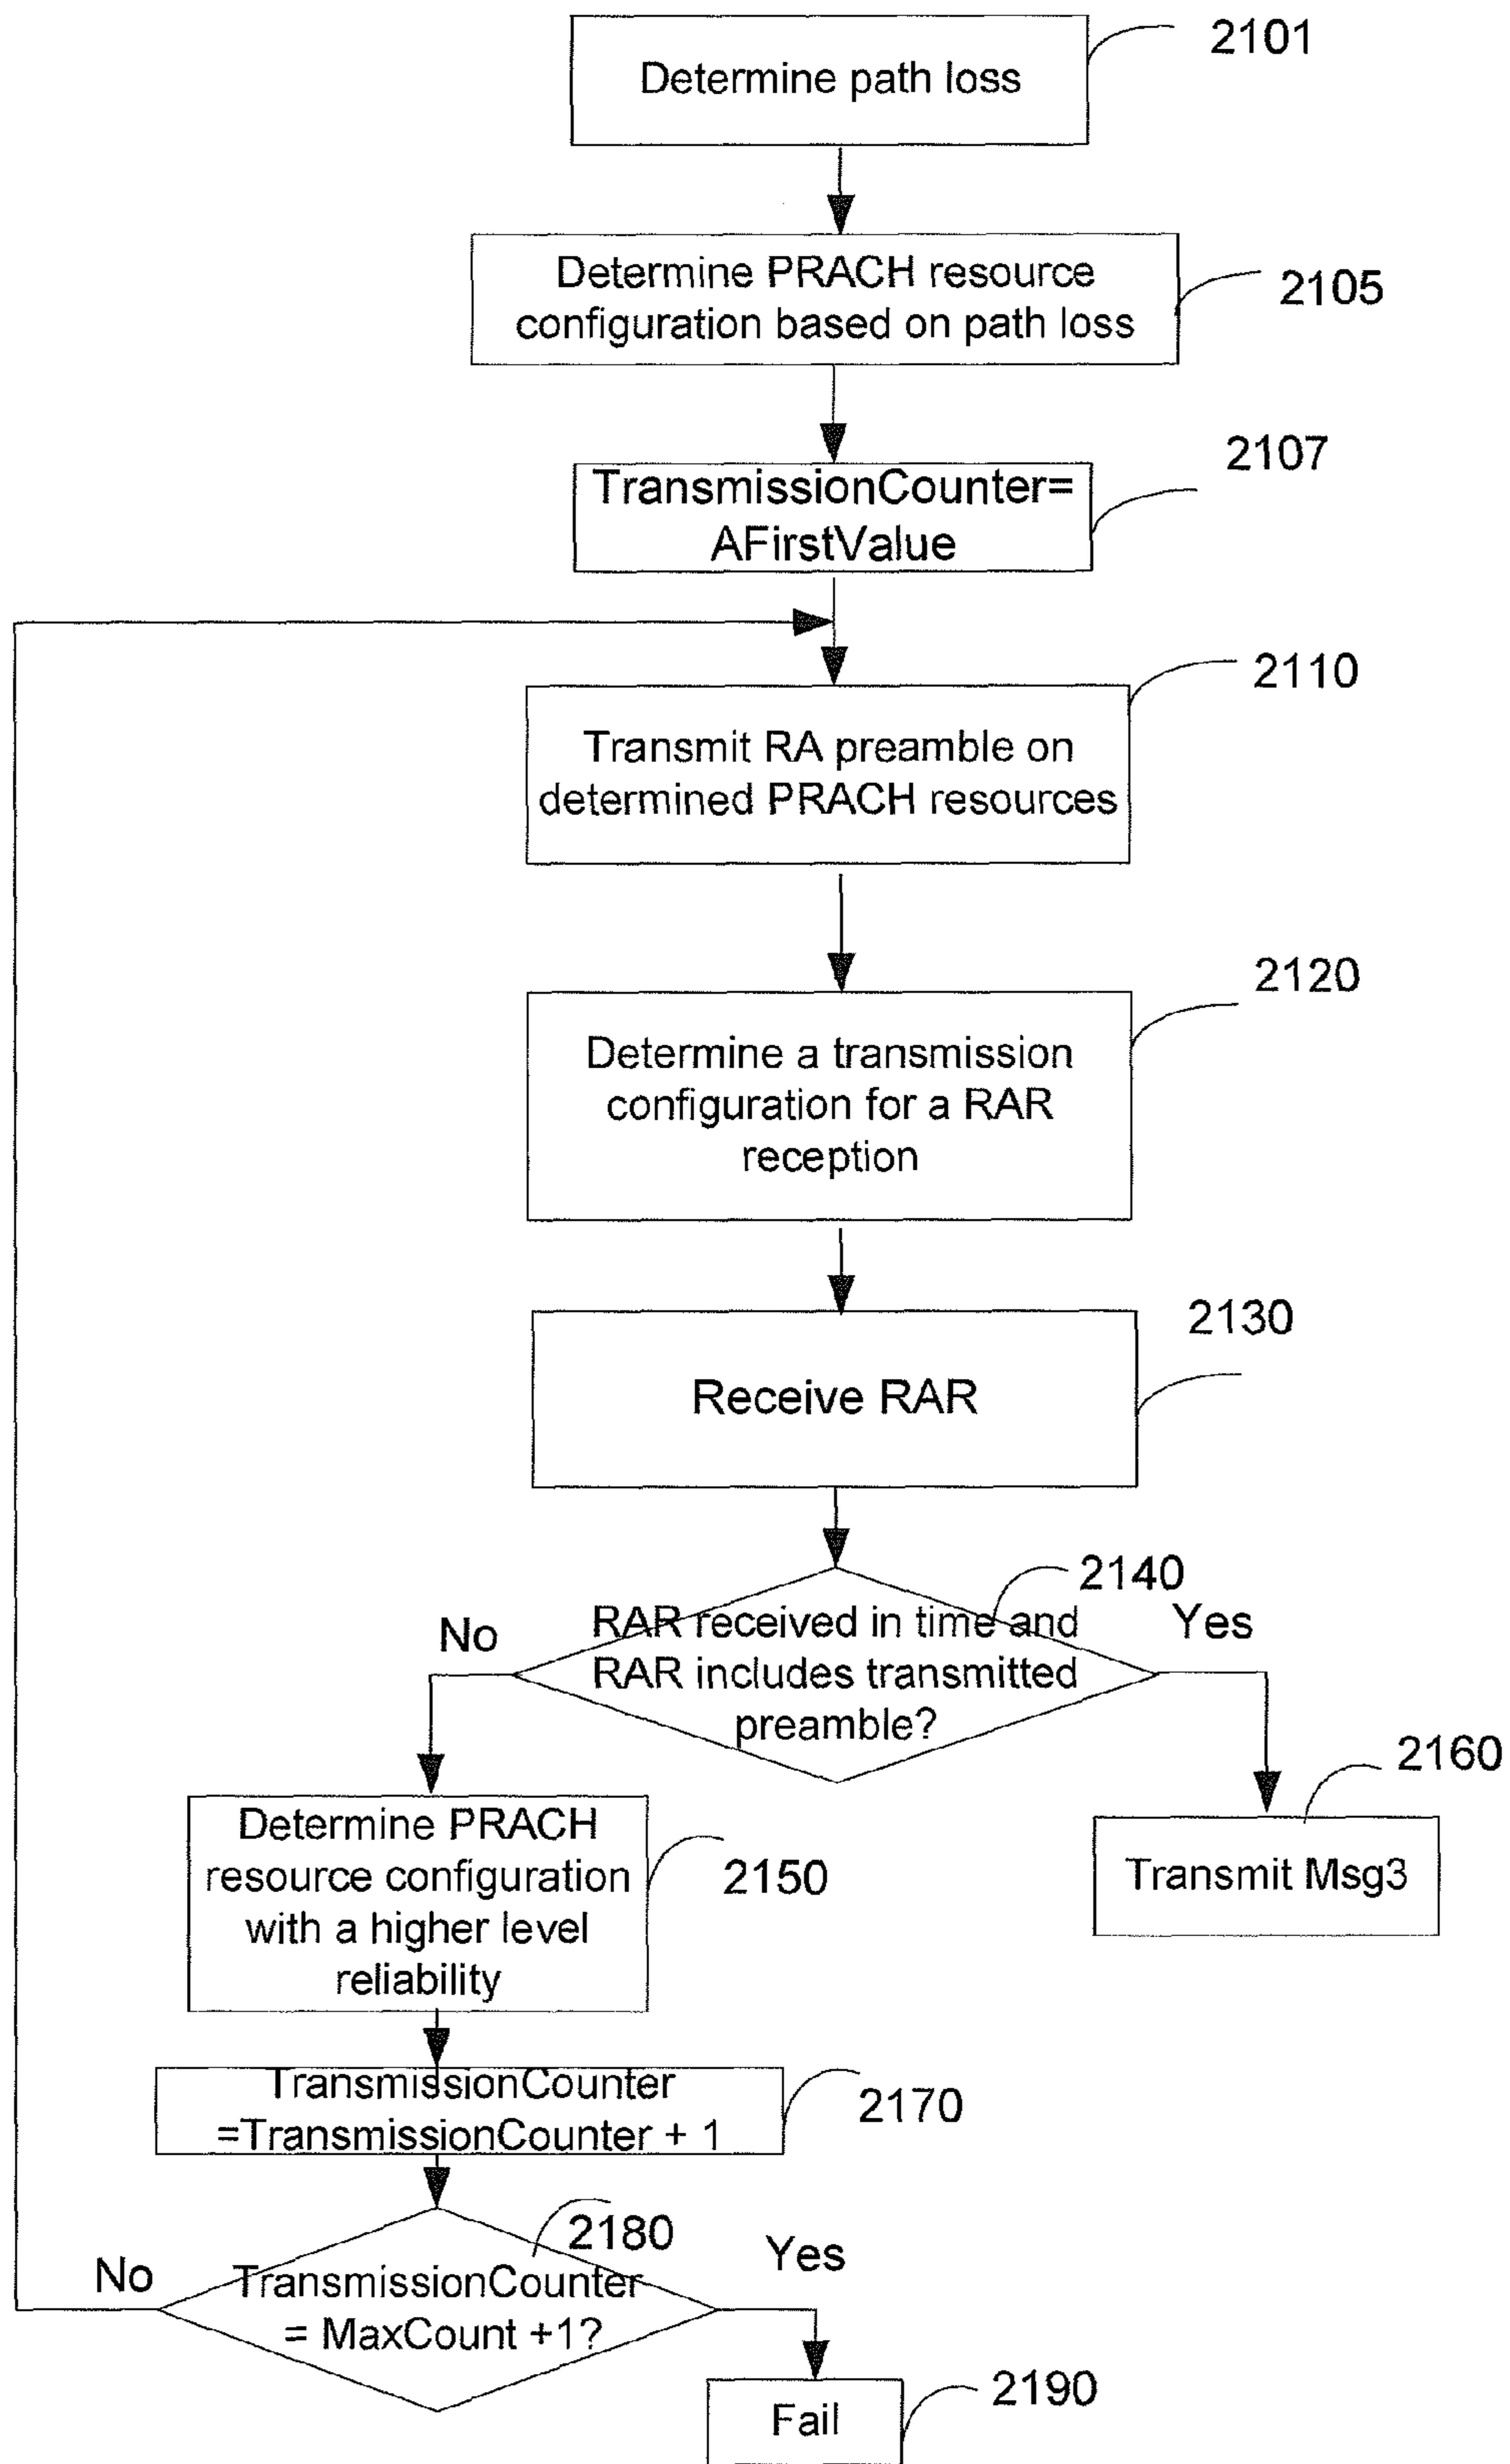 2101
Determine path loss
Determine PRACH resource
configuration based on path loss
2105
2107
TransmissionCounter=
AFirstValue
2110
Transmit RA preamble on
determined PRACH resources
2120
Determine a transmission
configuration for a RAR
reception
2130
Receive RAR
2140
No
RAR received in time and
Yes
RAR includes transmitted
preamble?
2160
Determine PRACH
resource configuration
with a higher level
reliability
2150
Transmit Msg3
TransmissionCounter
=TransmissionCounter + 1
2170
2180
Yes
No
TransmissionCounter
= MaxCount +1?
2190
Fail